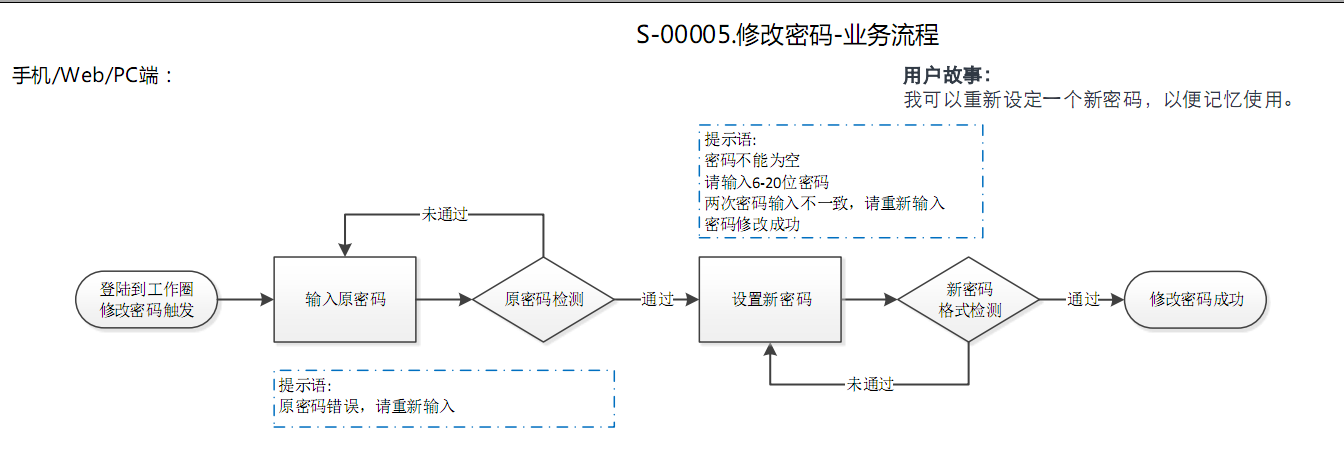 S-00005.修改密码-业务流程
手机/Web/PC端：
用户故事：
我可以重新设定一个新密码，以便记忆使用。
提示语:
密码不能为空
请输入6-20位密码
两次密码输入不一致，请重新输入
密码修改成功
未通过
登陆到工作圈
修改密码触发
输入原密码
原密码检测
通过
设置新密码
新密码
格式检测
通过
修改密码成功
未通过
提示语:
原密码错误，请重新输入